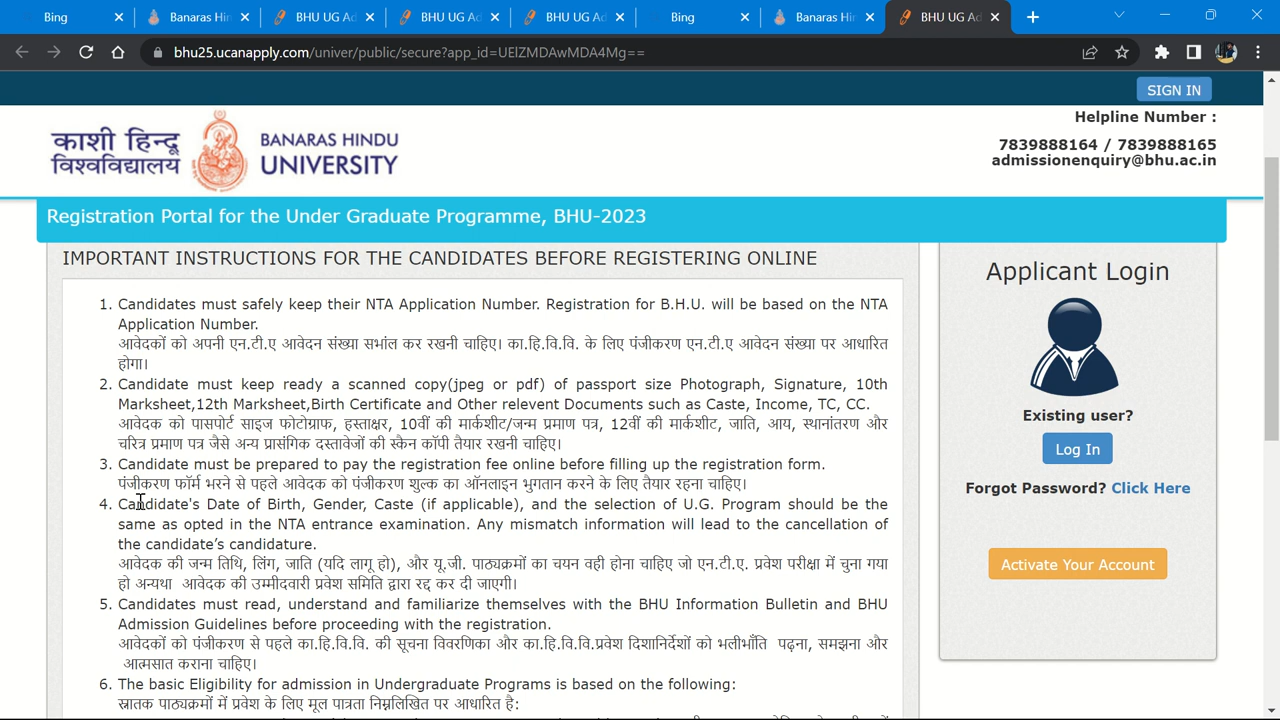 Bing
Banaras Hin
BHU UG Ad
BHU UG Ad
BHU UG Ad
Bing
Banaras Hin
BHU UG Ad
bhu25.ucanapply.com/univer/public/secure?app_id=UElZMDAwMDA4Mg==
SIGN IN
काशी हिन्दू
विश्वविद्यालय
BANARAS HINDU
UNIVERSITY
Helpline Number :
7839888164 / 7839888165
admissionenquiry@bhu.ac.in
Registration Portal for the Under Graduate Programme, BHU-2023
IMPORTANT INSTRUCTIONS FOR THE CANDIDATES BEFORE REGISTERING ONLINE
1. Candidates must safely keep their NTA Application Number. Registration for B.H.U. will be based on the NTA
Application Number.
आवेदकों को अपनी एन.टी.ए आवेदन संख्या सभांल कर रखनी चाहिए। का.हि.वि.वि. के लिए पंजीकरण एन.टी.ए आवेदन संख्या पर आधारित
होगा।
2. Candidate must keep ready a scanned copy(jpeg or pdf) of passport size Photograph, Signature, 10th
Marksheet,12th Marksheet,Birth Certificate and Other relevent Documents such as Caste, Income, TC, CC.
आवेदक को पासपोर्ट साइज फोटोग्राफ, हस्ताक्षर, 10वीं की मार्कशीट/जन्म प्रमाण पत्र, 12वीं की मार्कशीट, जाति, आय, स्थानांतरण और
चरित्र प्रमाण पत्र जैसे अन्य प्रासंगिक दस्तावेजों की स्कैन कॉपी तैयार रखनी चाहिए।
3. Candidate must be prepared to pay the registration fee online before filling up the registration form.
पंजीकरण फॉर्म भरने से पहले आवेदक को पंजीकरण शुल्क का ऑनलाइन भुगतान करने के लिए तैयार रहना चाहिए।
4. Candidate's Date of Birth, Gender, Caste (if applicable), and the selection of U.G. Program should be the
same as opted in the NTA entrance examination. Any mismatch information will lead to the cancellation of
the candidate’s candidature.
आवेदक की जन्म तिथि, लिंग, जाति (यदि लागू हो), और यू.जी. पाठ्यक्रमों का चयन वही होना चाहिए जो एन.टी.ए. प्रवेश परीक्षा में चुना गया
हो अन्यथा आवेदक की उम्मीदवारी प्रवेश समिति द्वारा रद्द कर दी जाएगी।
5. Candidates must read, understand and familiarize themselves with the BHU Information Bulletin and BHU
Admission Guidelines before proceeding with the registration.
आवेदकों को पंजीकरण से पहले का.हि.वि.वि. की सूचना विवरणिका और का.हि.वि.वि.प्रवेश दिशानिर्देशों को भलीभाँति पढ़ना, समझना और
आत्मसात कराना चाहिए।
6. The basic Eligibility for admission in Undergraduate Programs is based on the following:
स्नातक पाठ्यक्रमों में प्रवेश के लिए मूल पात्रता निम्नलिखित पर आधारित है:
Applicant Login
Existing user?
Log In
Forgot Password? Click Here
Activate Your Account